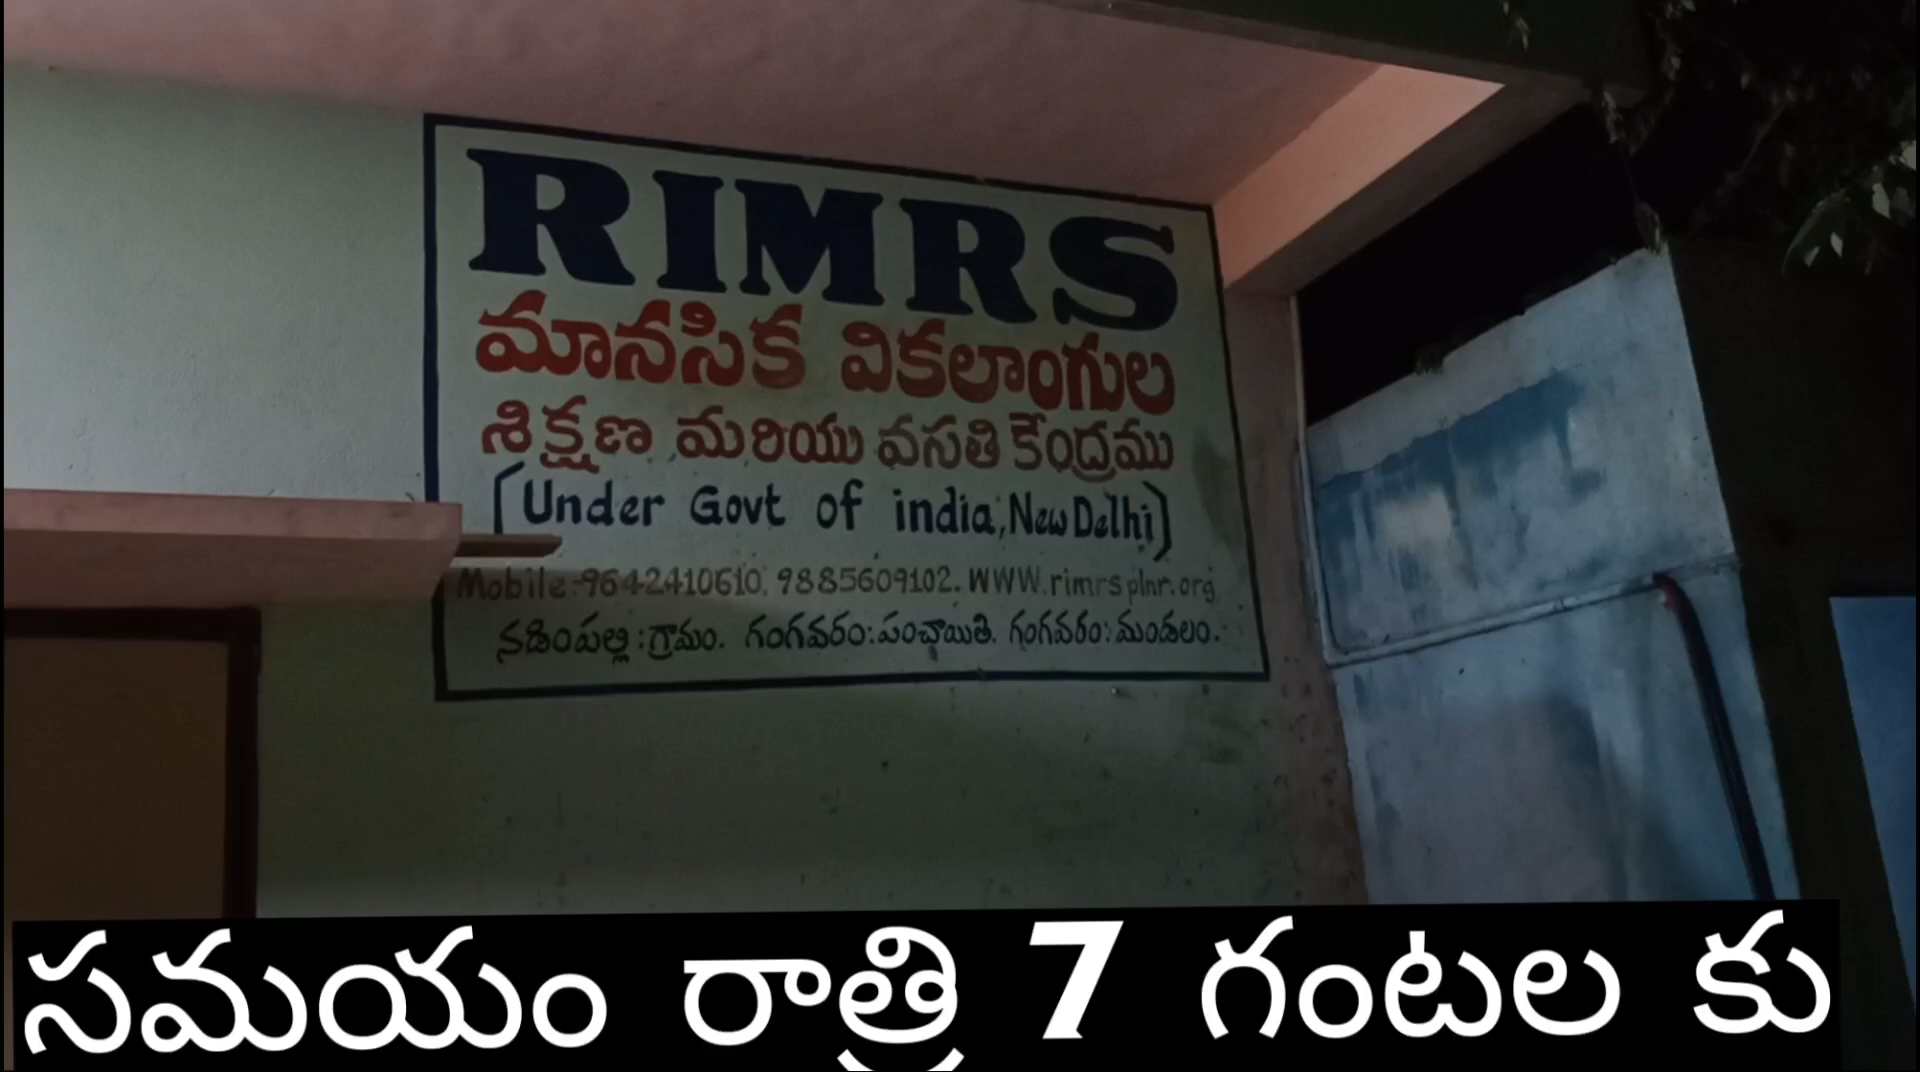 RIMRS
మానసిక వికలాంగుల
శిక్షణ మరియు వసతి కేంద్రము
(Under Govt of india, New Delhi)
Mobile:-9642410610, 9885609102. WWW.rimrsplnr.org
నడింపల్లి:గ్రామం. గంగవరం:పంచాయితి. గంగవరం:మండలం.
సమయం రాత్రి 7 గంటల కు